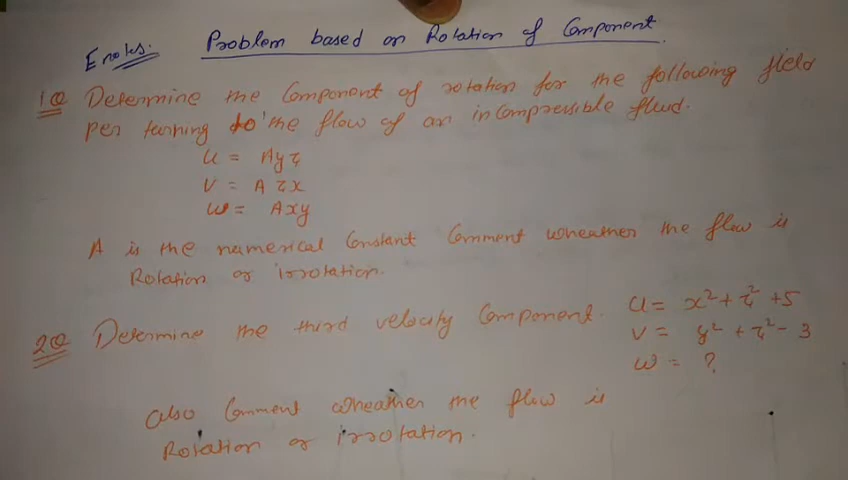 Enotes. Problem based on Rotation of Component.
1Q Determine the Component of rotation for the following field
pertaining to the flow of an incompressible fluid.
u = Ayz
v = Azx
w = Axy
A is the numerical Constant Comment wheather the flow is
Rotation or irrotation.
2Q Determine the third velocity Component. u = x² + z² + 5
v = y² + z² - 3
w = ?
also Comment wheather the flow is
Rotation or irrotation.